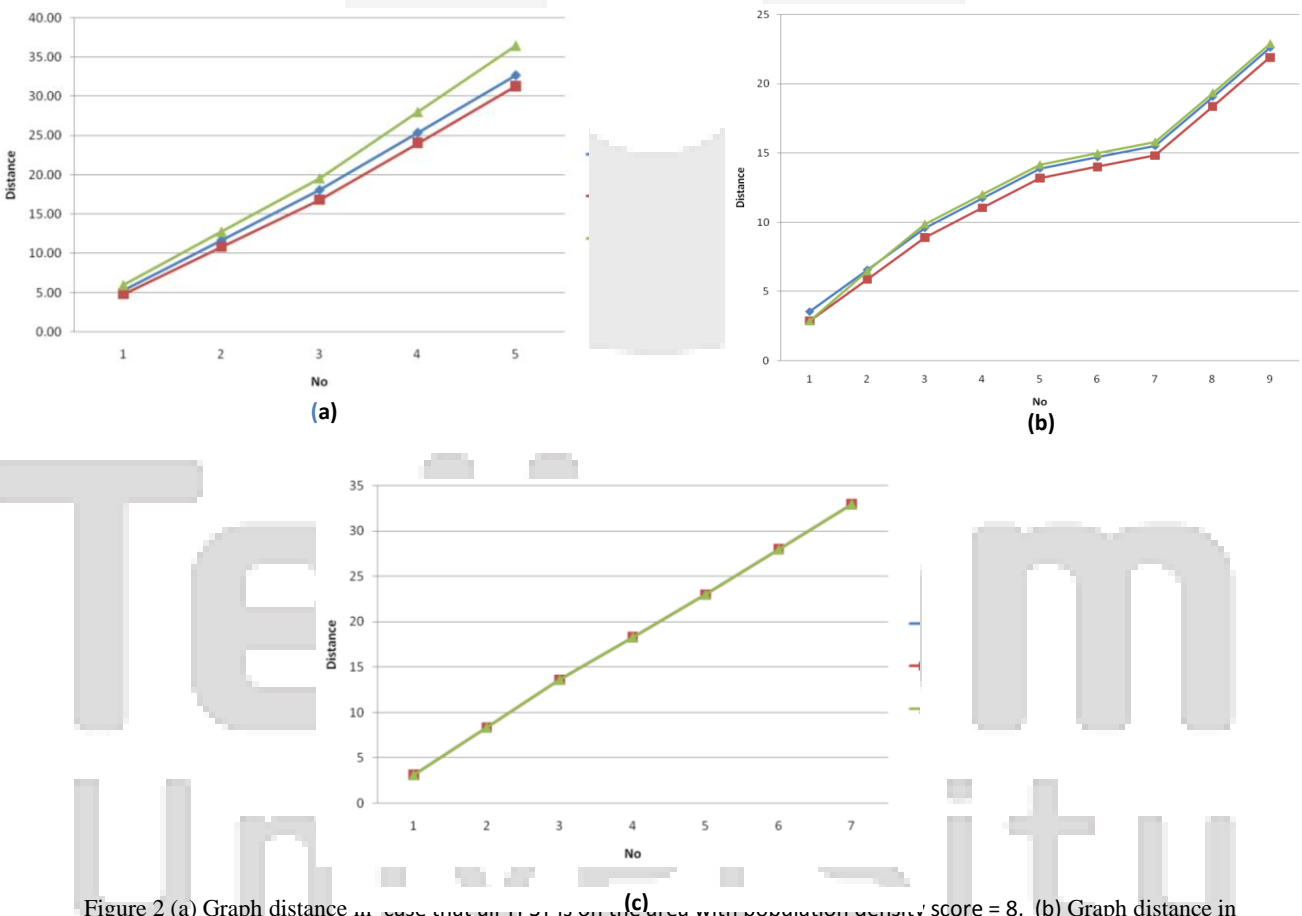 40.00
35.00
30.00
25.00
20.00
15.00
10.00
5.00
0.00
Distance
1 2 3 4 5
No
(a)
25
20
15
10
5
0
Distance
1 2 3 4 5 6 7 8 9
No
(b)
35
30
25
20
15
10
5
0
Distance
1 2 3 4 5 6 7
No
(c)
Figure 2 (a) Graph distance in case that all is on the area with population density score = 8. (b) Graph distance in